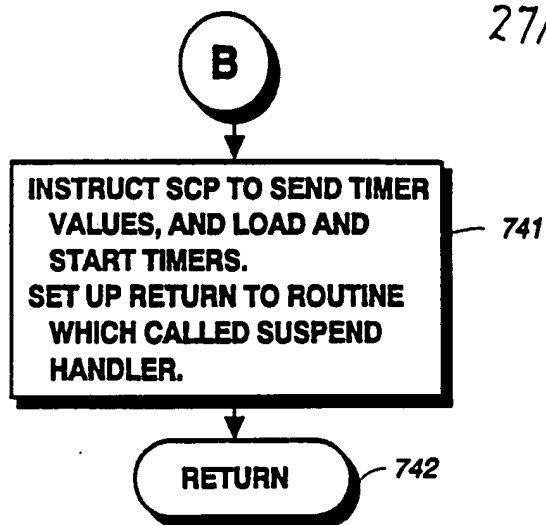 27/
B
INSTRUCT SCP TO SEND TIMER
VALUES, AND LOAD AND
START TIMERS.
SET UP RETURN TO ROUTINE
WHICH CALLED SUSPEND
HANDLER.
741
RETURN
742